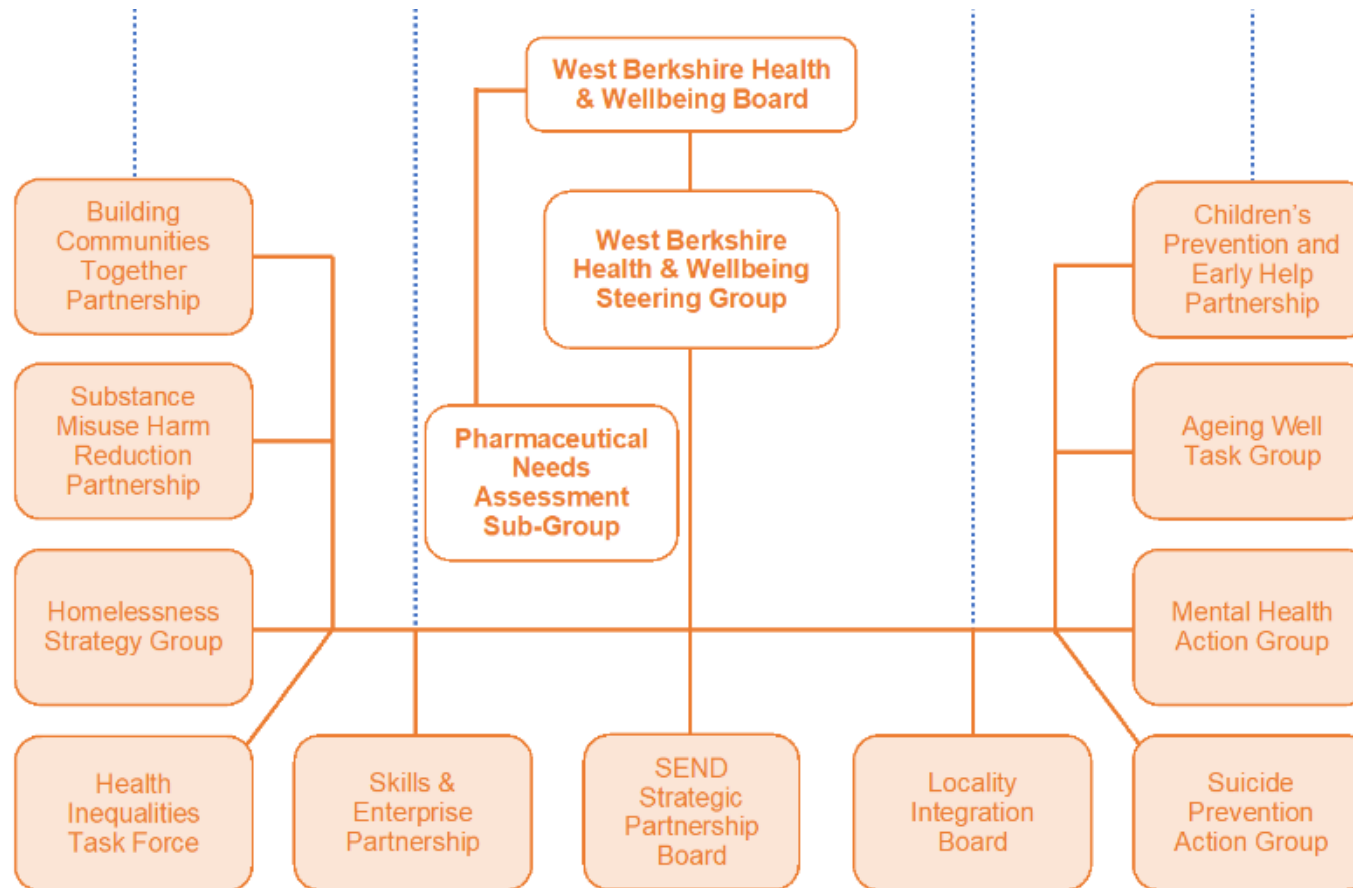 West Berkshire Health
& Wellbeing Board
West Berkshire
Health & Wellbeing
Steering Group
Pharmaceutical
Needs
Assessment
Sub-Group
Building
Communities
Together
Partnership
Substance
Misuse Harm
Reduction
Partnership
Homelessness
Strategy Group
Health
Inequalities
Task Force
Skills &
Enterprise
Partnership
SEND
Strategic
Partnership
Board
Locality
Integration
Board
Children’s
Prevention and
Early Help
Partnership
Ageing Well
Task Group
Mental Health
Action Group
Suicide
Prevention
Action Group